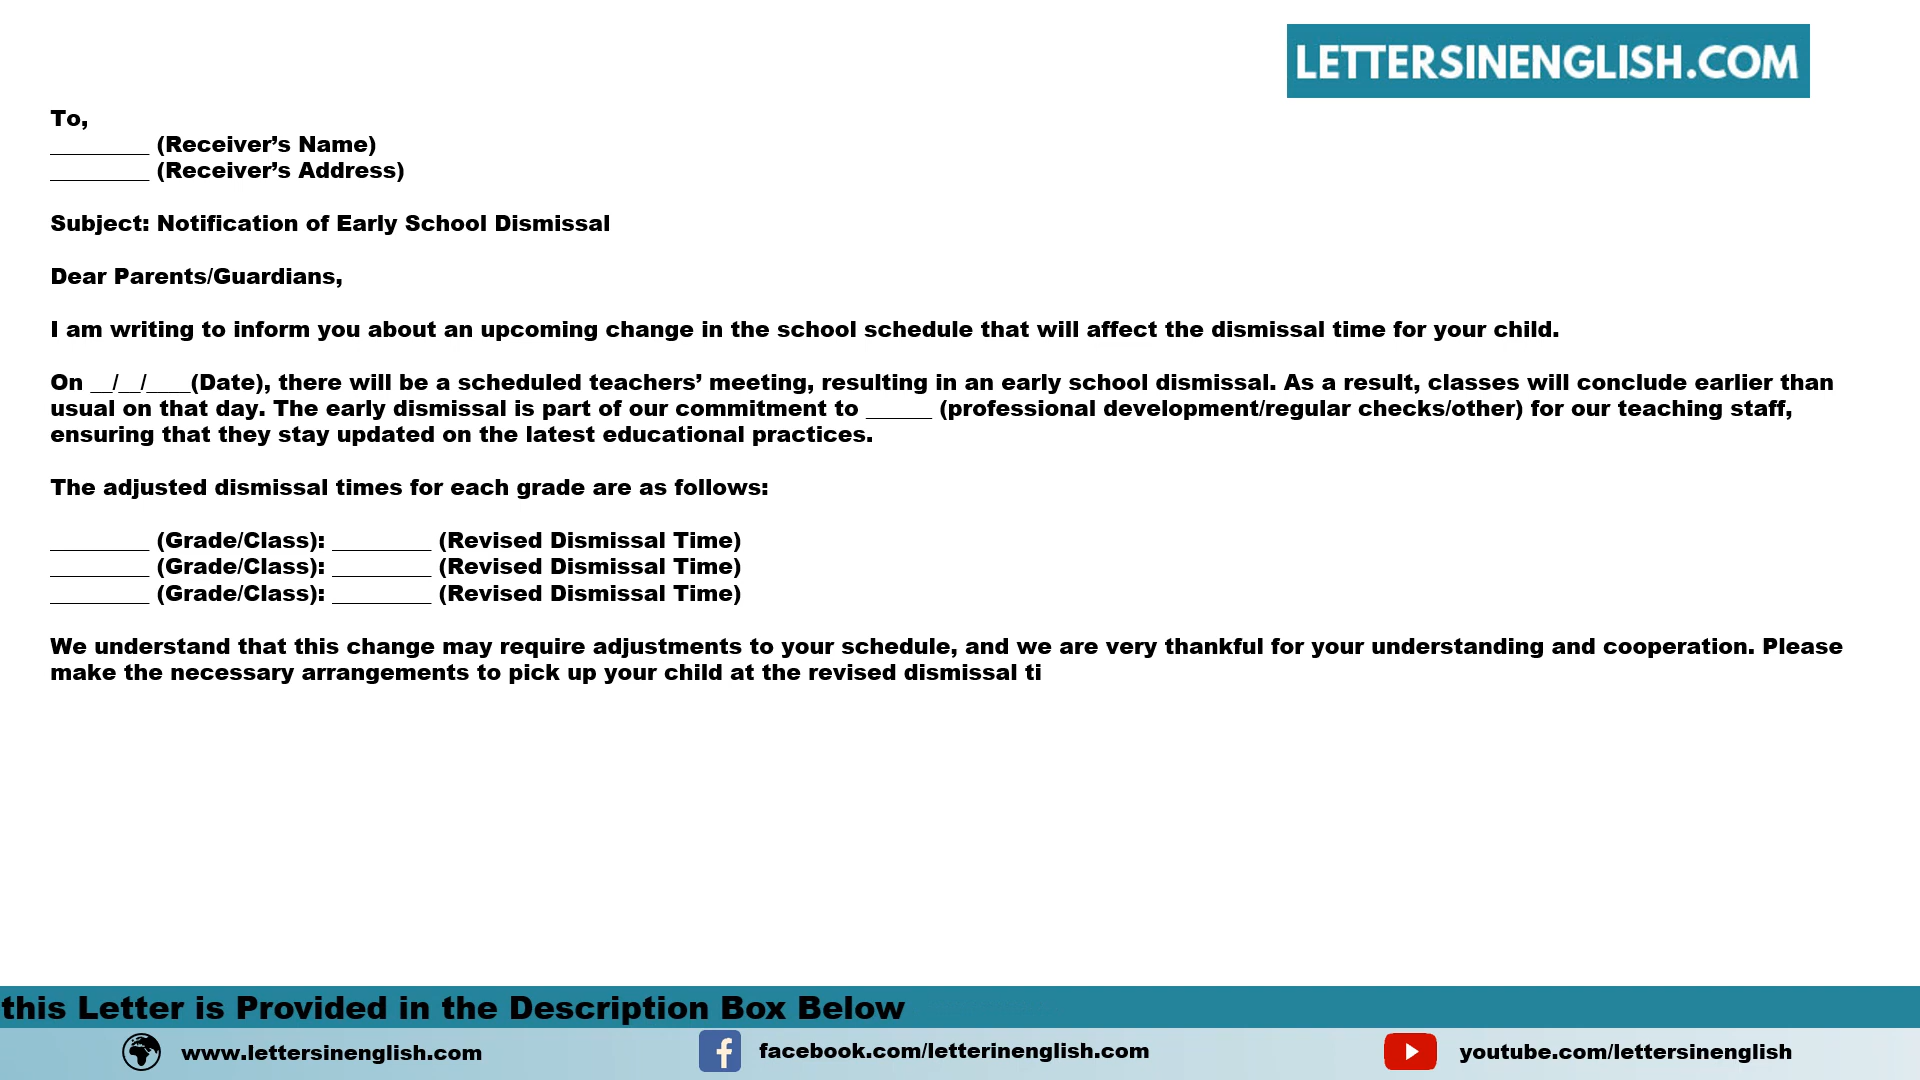 LETTERSINENGLISH.COM
To,
_________ (Receiver’s Name)
_________ (Receiver’s Address)
Subject: Notification of Early School Dismissal
Dear Parents/Guardians,
I am writing to inform you about an upcoming change in the school schedule that will affect the dismissal time for your child.
On __/__/____(Date), there will be a scheduled teachers’ meeting, resulting in an early school dismissal. As a result, classes will conclude earlier than
usual on that day. The early dismissal is part of our commitment to ______ (professional development/regular checks/other) for our teaching staff,
ensuring that they stay updated on the latest educational practices.
The adjusted dismissal times for each grade are as follows:
_________ (Grade/Class): _________ (Revised Dismissal Time)
_________ (Grade/Class): _________ (Revised Dismissal Time)
_________ (Grade/Class): _________ (Revised Dismissal Time)
We understand that this change may require adjustments to your schedule, and we are very thankful for your understanding and cooperation. Please
make the necessary arrangements to pick up your child at the revised dismissal ti
this Letter is Provided in the Description Box Below
www.lettersinenglish.com
facebook.com/letterinenglish.com
youtube.com/lettersinenglish